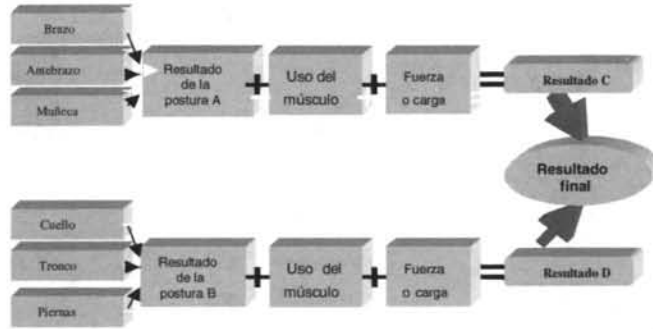 Brazo
Antebrazo
Muñeca
Resultado
de la
postura A
+
Uso del
músculo
+
Fuerza
o carga
=
Resultado C
Resultado
final
Cuello
Tronco
Piernas
Resultado
de la
postura B
+
Uso del
músculo
+
Fuerza
o carga
=
Resultado D